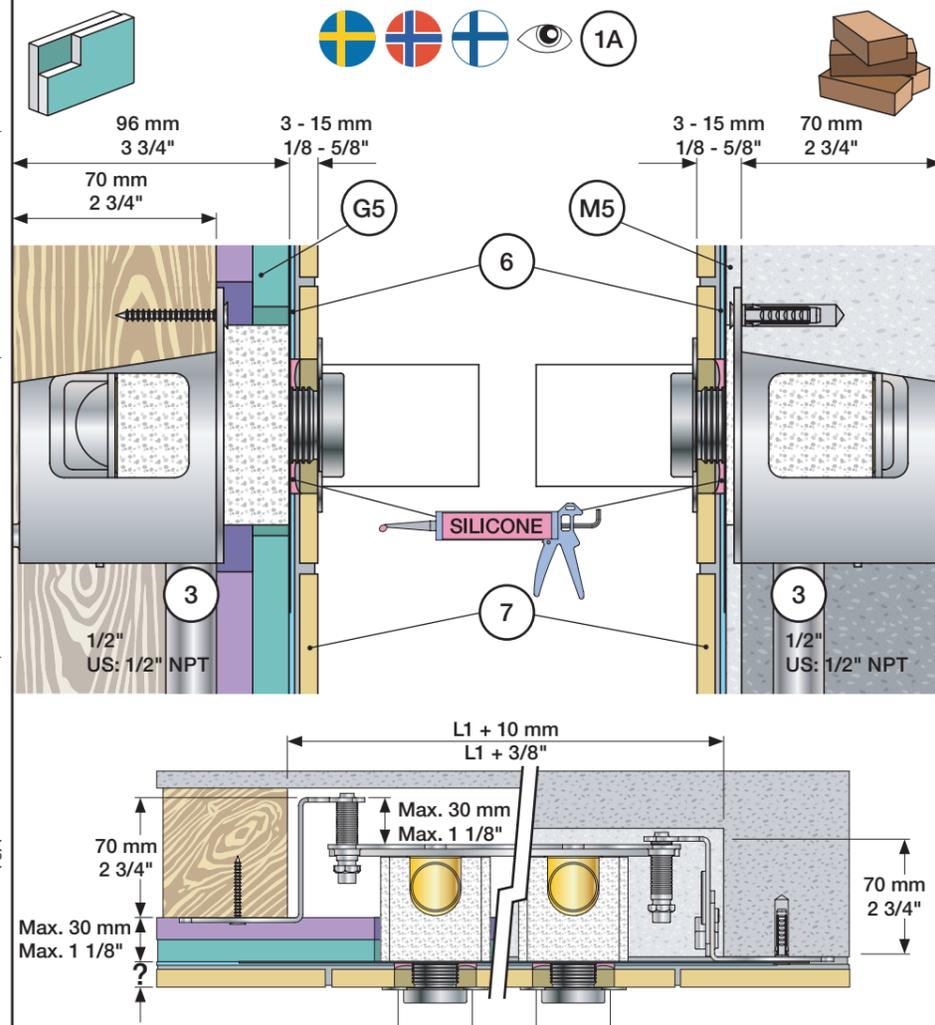 1A
96 mm
3 3/4"
3 - 15 mm
1/8 - 5/8"
3 - 15 mm
1/8 - 5/8"
70 mm
2 3/4"
70 mm
2 3/4"
G5
M5
6
SILICONE
3
7
3
1/2"
US: 1/2" NPT
1/2"
US: 1/2" NPT
L1 + 10 mm
L1 + 3/8"
Max. 30 mm
Max. 1 1/8"
70 mm
2 3/4"
70 mm
2 3/4"
Max. 30 mm
Max. 1 1/8"
?